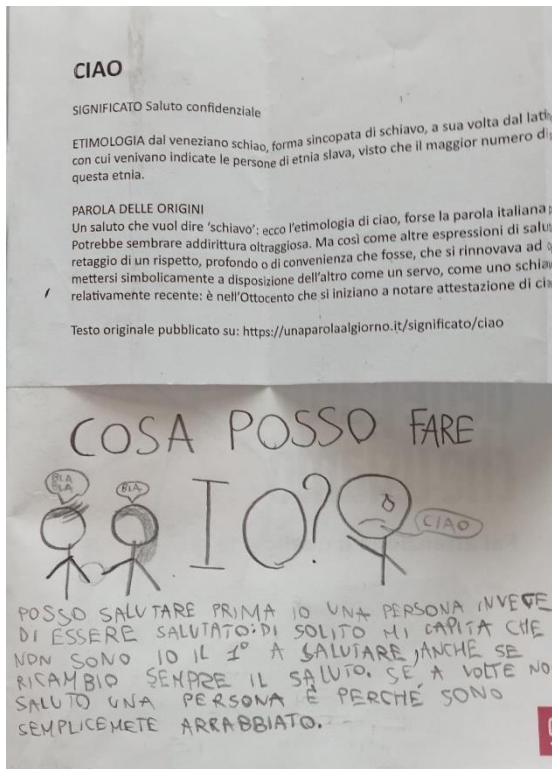 CIAO
SIGNIFICATO Saluto confidenziale
ETIMOLOGIA dal veneziano schiao, forma sincopata di schiavo, a sua volta dal
con cui venivano indicate le persone di etnia slava, visto che il maggior numero
questa etnia.
PAROLA DELLE ORIGINI
Un saluto che vuol dire 'schiavo': ecco l'etimologia di ciao, forse la parola italiana
Potrebbe sembrare addirittura oltraggiosa. Ma così come altre espressioni di
retaggio di un rispetto, profondo o di convenienza che fosse, che si rinnovava ad
mettersi simbolicamente a disposizione dell'altro come un servo, come uno
relativamente recente: è nell'Ottocento che si iniziano a notare attestazione di
Testo originale pubblicato su: https://unaparolaalgiorno.it/significato/ciao
COSA POSSO FARE
BLA
BLA
BLA
IO?
CIAO
POSSO SALUTARE PRIMA IO UNA PERSONA INVECE
DI ESSERE SALUTATO: DI SOLITO MI CAPITA CHE
NON SONO IO IL 1° A SALUTARE, ANCHE SE
RICAMBIO SEMPRE IL SALUTO. SE A VOLTE NO
SALUTO UNA PERSONA È PERCHÉ SONO
SEMPLICEMETE ARRABBIATO.